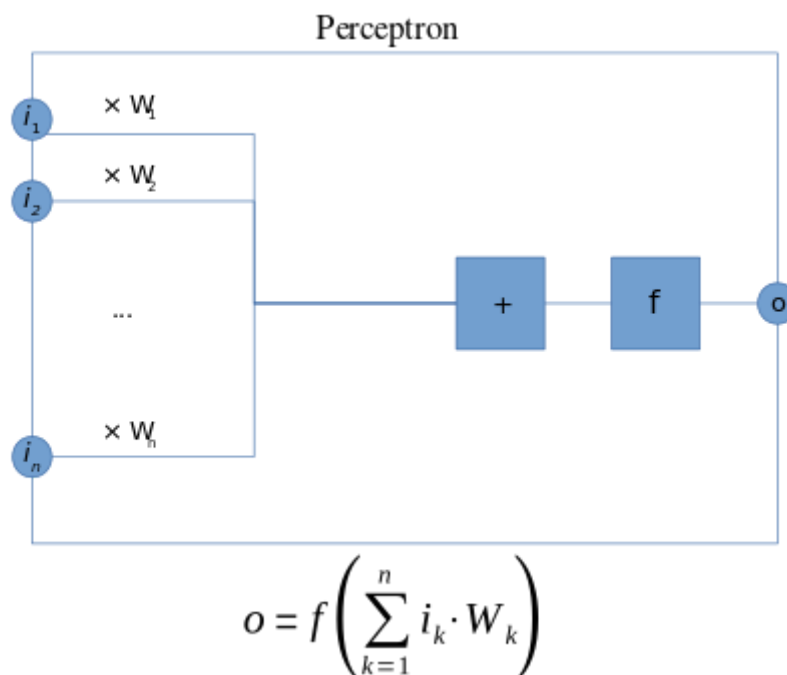 Perceptron
i₁ × W₁
i₂ × W₂
...
+ f o
iₙ × Wₙ
o = f(∑ₖ₌₁ⁿ iₖ·Wₖ)